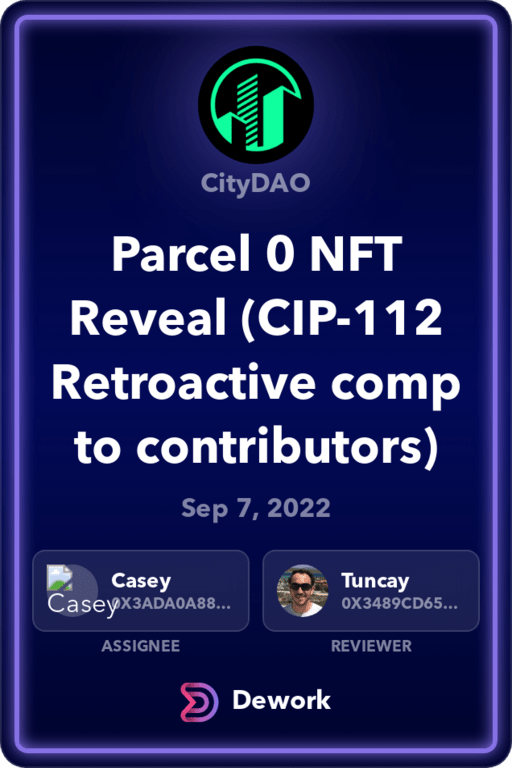 CityDAO
Parcel 0 NFT
Reveal (CIP-112
Retroactive comp
to contributors)
Sep 7, 2022
Casey
Casey
0X3ADA0A88...
ASSIGNEE
Tuncay
0X3489CD65...
REVIEWER
Dework